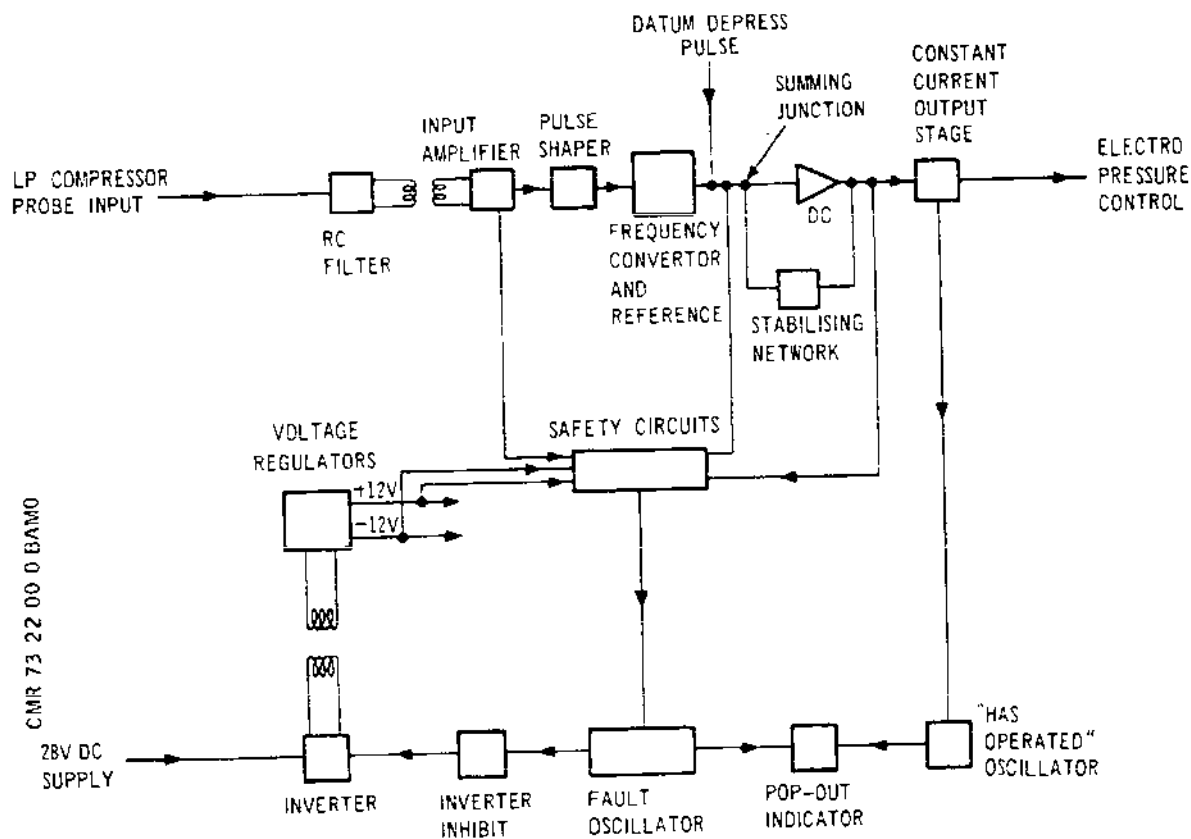 DATUM DEPRESS
PULSE
CONSTANT
CURRENT
OUTPUT
STAGE
SUMMING
JUNCTION
INPUT
AMPLIFIER
PULSE
SHAPER
LP COMPRESSOR
PROBE INPUT
ELECTRO
PRESSURE
CONTROL
RC
FILTER
DC
FREQUENCY
CONVERTOR
AND
REFERENCE
STABILISING
NETWORK
VOLTAGE
REGULATORS
SAFETY CIRCUITS
+12V
-12V
CMR 73 22 00 0 BAMO
28V DC
SUPPLY
INVERTER
INVERTER
INHIBIT
FAULT
OSCILLATOR
POP-OUT
INDICATOR
"HAS
OPERATED"
OSCILLATOR